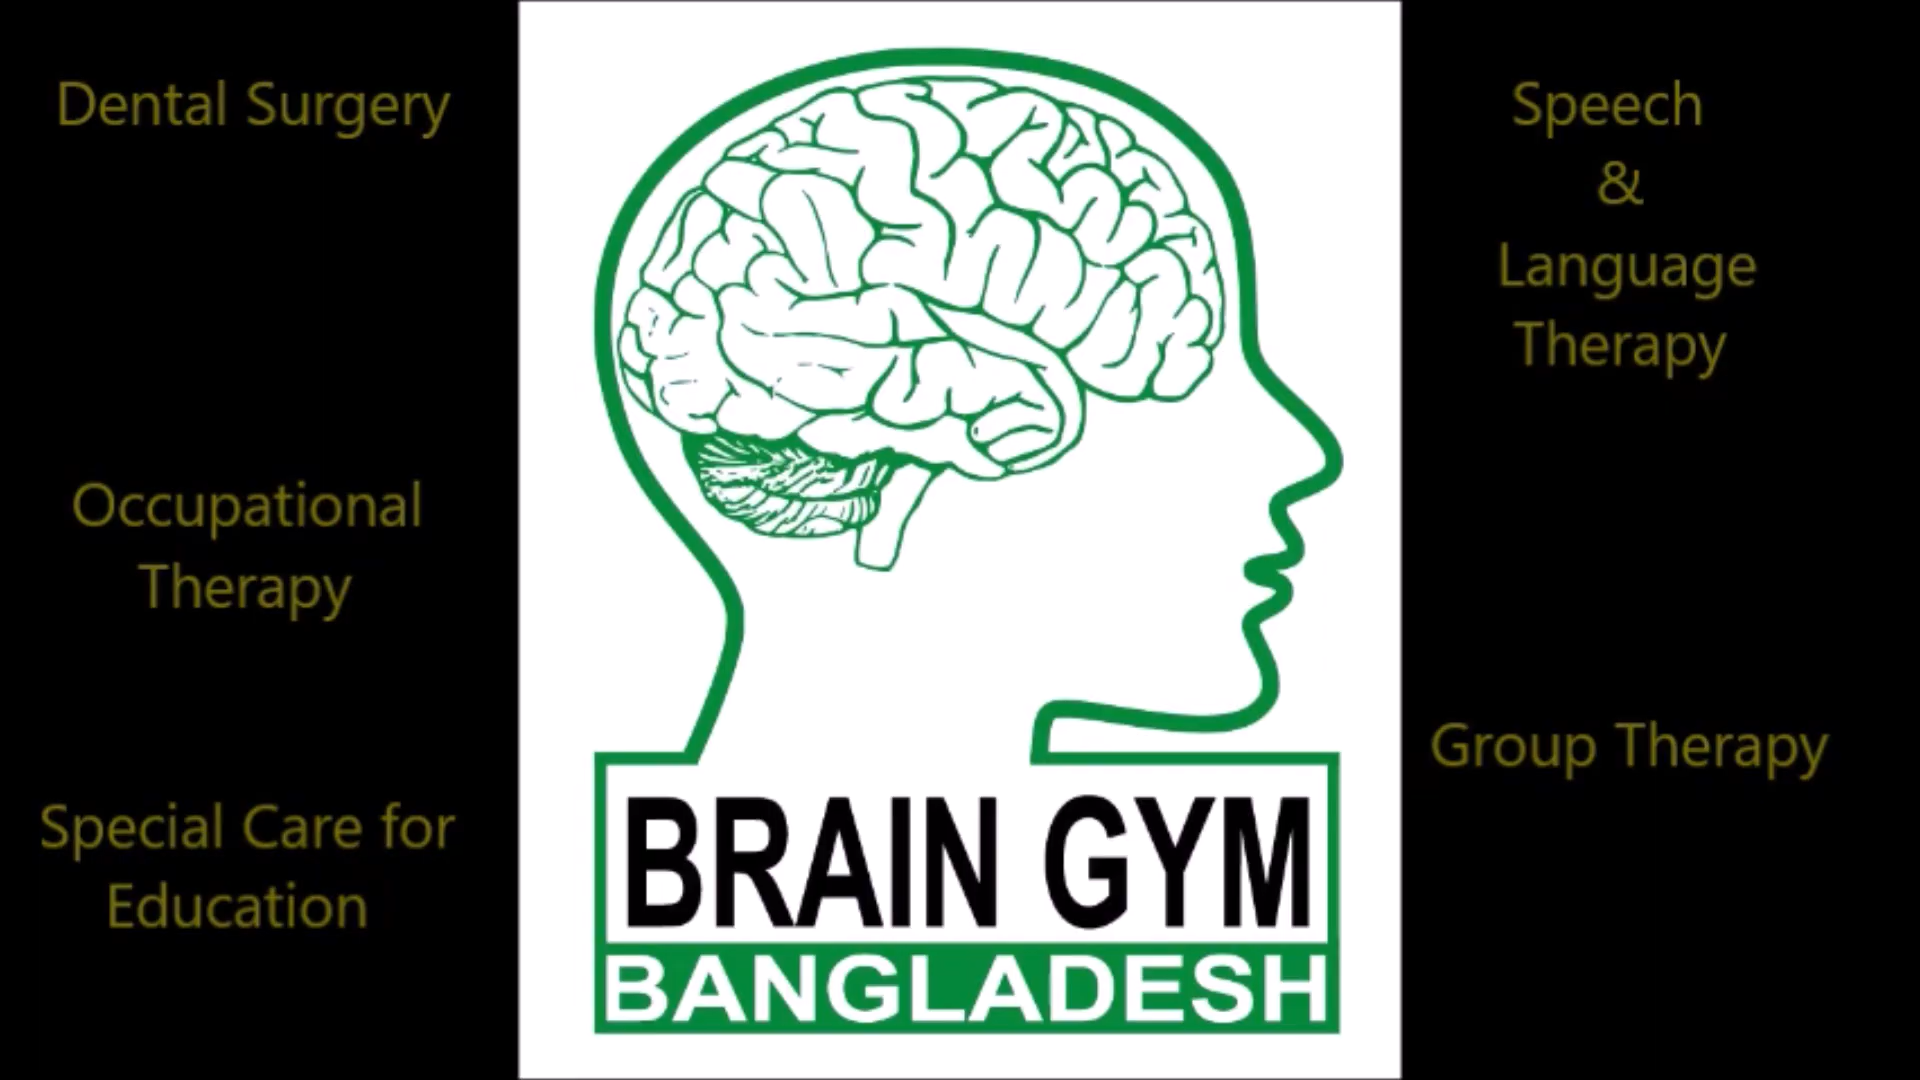 Dental Surgery
Occupational
Therapy
Special Care for
Education
BRAIN GYM
BANGLADESH
Speech
&
Language
Therapy
Group Therapy